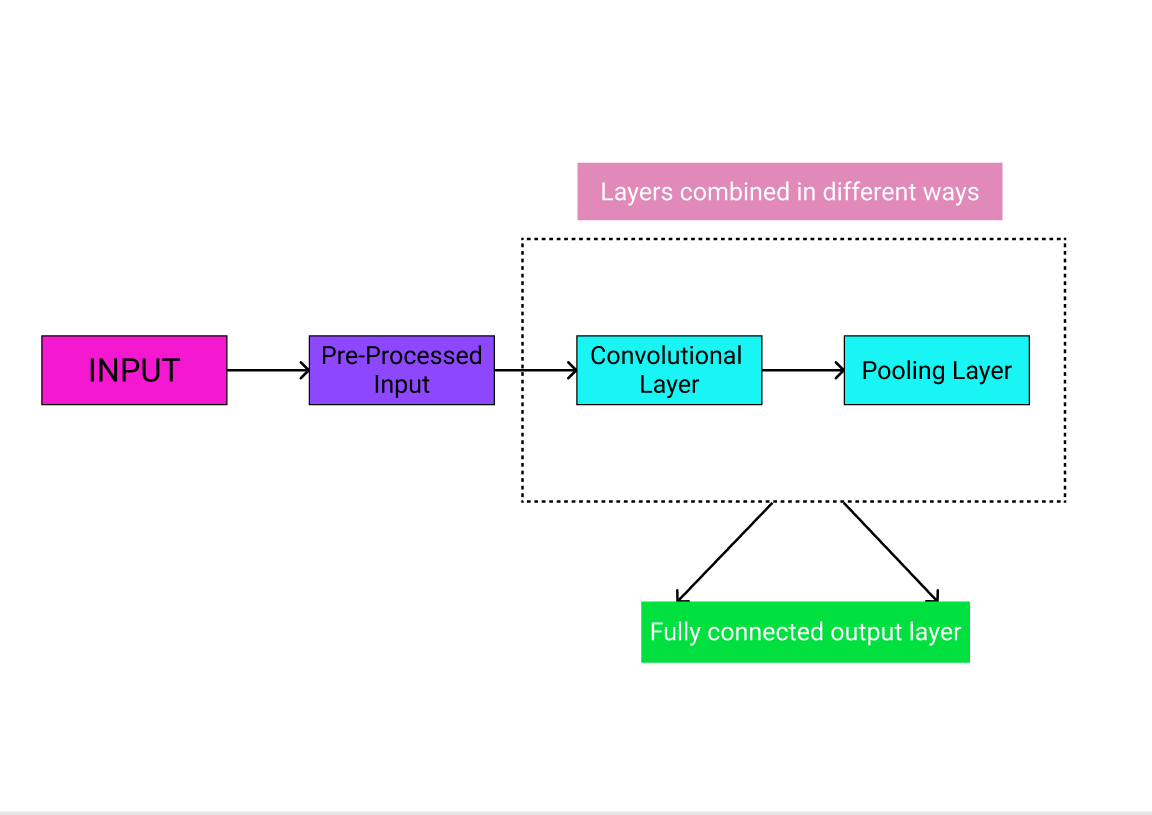 Layers combined in different ways
INPUT
Pre-Processed
Input
Convolutional
Layer
Pooling Layer
Fully connected output layer